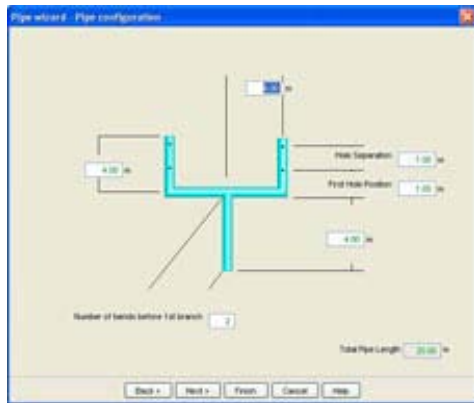 Pipe wizard - Pipe configuration
m
4.00 m
Hole Separation 1.00 m
First Hole Position 1.00 m
4.00 m
Number of bends before 1st branch 2
Total Pipe Length 20.00 m
Back < Next > Finish Cancel Help